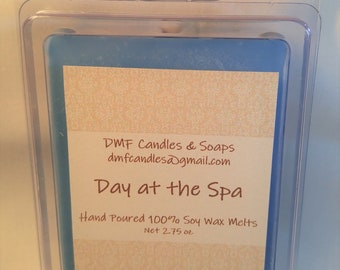 DMF Candles & Soaps
dmfcandles@gmail.com
Day at the Spa
Hand Poured 100% Soy Wax Melts
Net 2.75 oz.